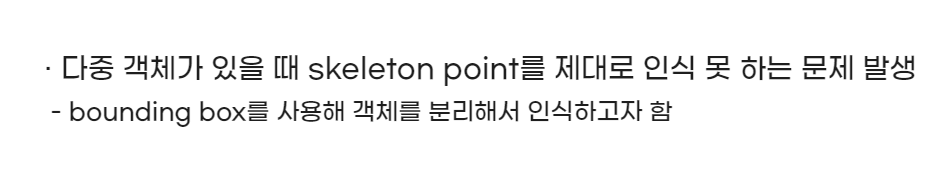 · 다중 객체가 있을 때 skeleton point를 제대로 인식 못 하는 문제 발생
- bounding box를 사용해 객체를 분리해서 인식하고자 함